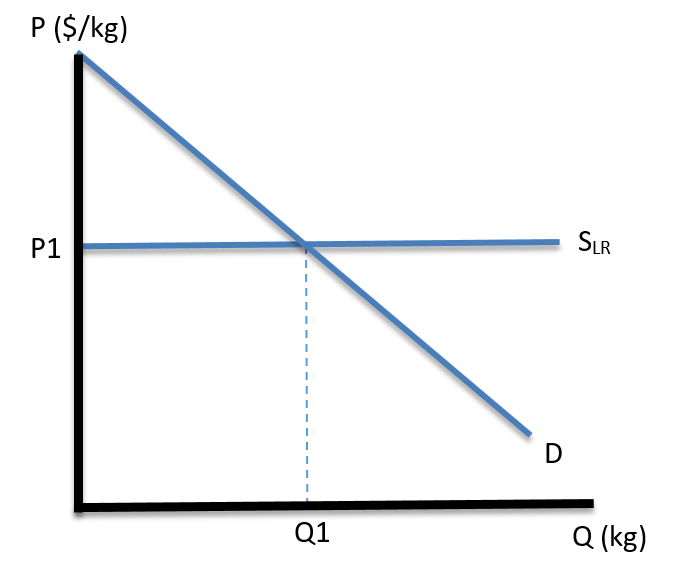 P ($/kg)
P1
SLR
D
Q1
Q (kg)